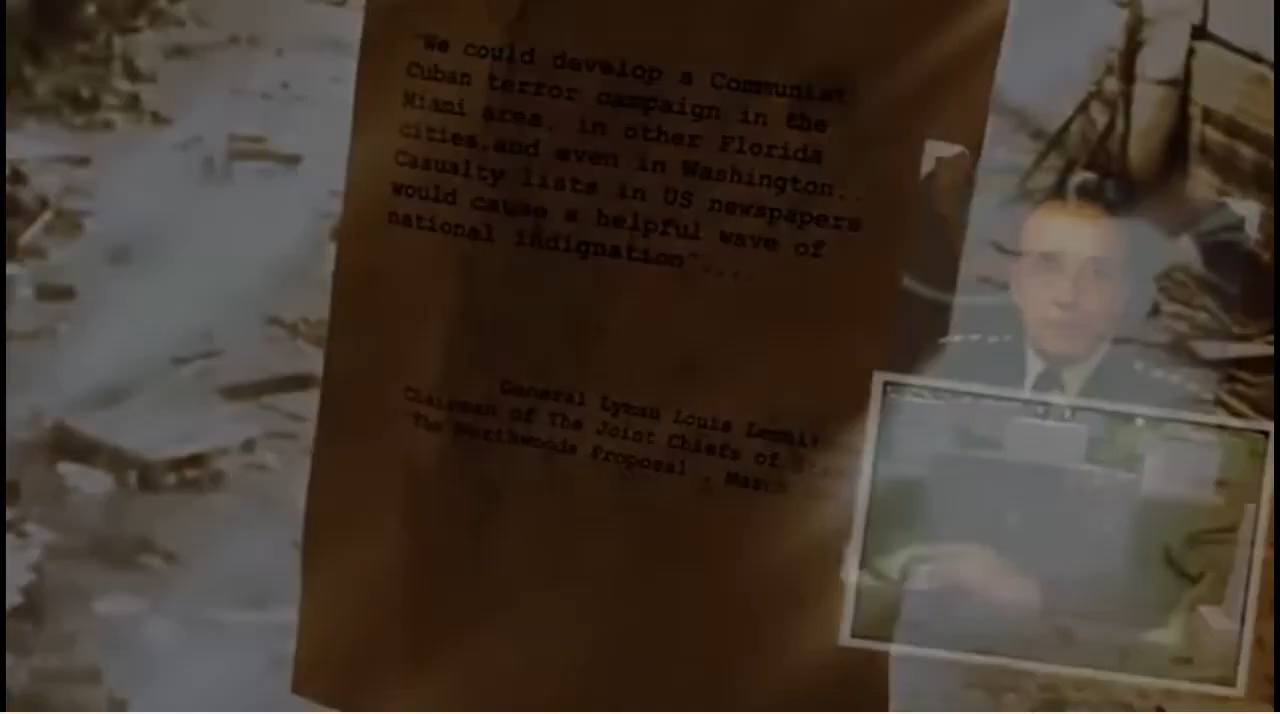 "We could develop a Communist
Cuban terror campaign in the
Miami area, in other Florida
cities,and even in Washington..
Casualty lists in US newspapers
would cause a helpful wave of
national indignation"....
General Lyman Louis
Chairman of The Joint Chiefs of
The Northwoods Proposal ,